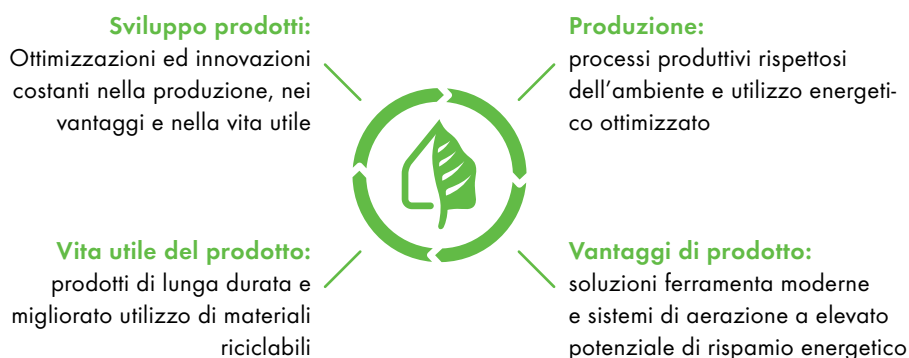 Sviluppo prodotti:
Ottimizzazioni ed innovazioni
costanti nella produzione, nei
vantaggi e nella vita utile
Produzione:
processi produttivi rispettosi
dell’ambiente e utilizzo energeti-
co ottimizzato
Vita utile del prodotto:
prodotti di lunga durata e
migliorato utilizzo di materiali
riciclabili
Vantaggi di prodotto:
soluzioni ferramenta moderne
e sistemi di aerazione a elevato
potenziale di rispamio energetico